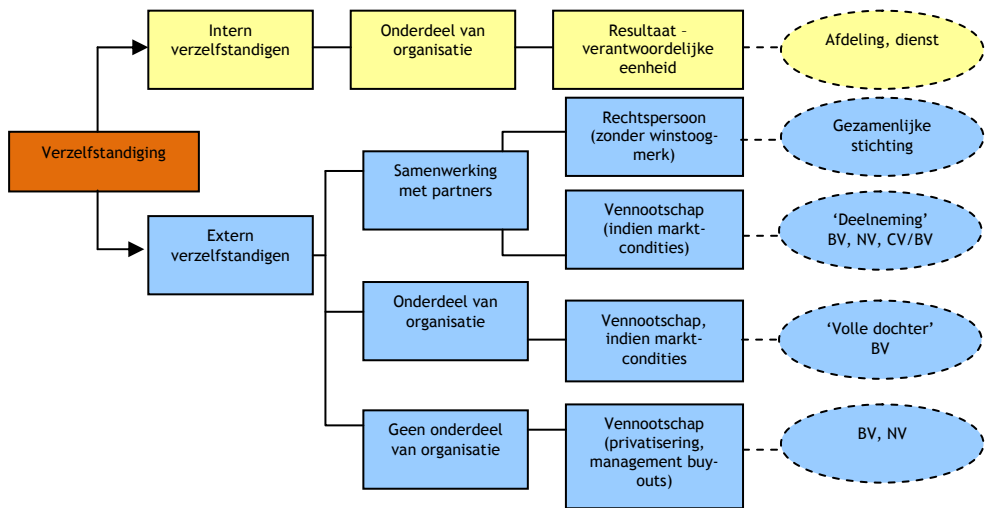 Intern
verzelfstandigen
Onderdeel van
organisatie
Resultaat –
verantwoordelijke
eenheid
Afdeling, dienst
Verzelfstandiging
Extern
verzelfstandigen
Samenwerking
met partners
Rechtspersoon
(zonder winstoog-
merk)
Gezamenlijke
stichting
Vennootschap
(indien markt-
condities)
‘Deelneming’
BV, NV, CV/BV
Onderdeel van
organisatie
Vennootschap,
indien markt-
condities
‘Volle dochter’
BV
Geen onderdeel
van organisatie
Vennootschap
(privatisering,
management buy-
outs)
BV, NV